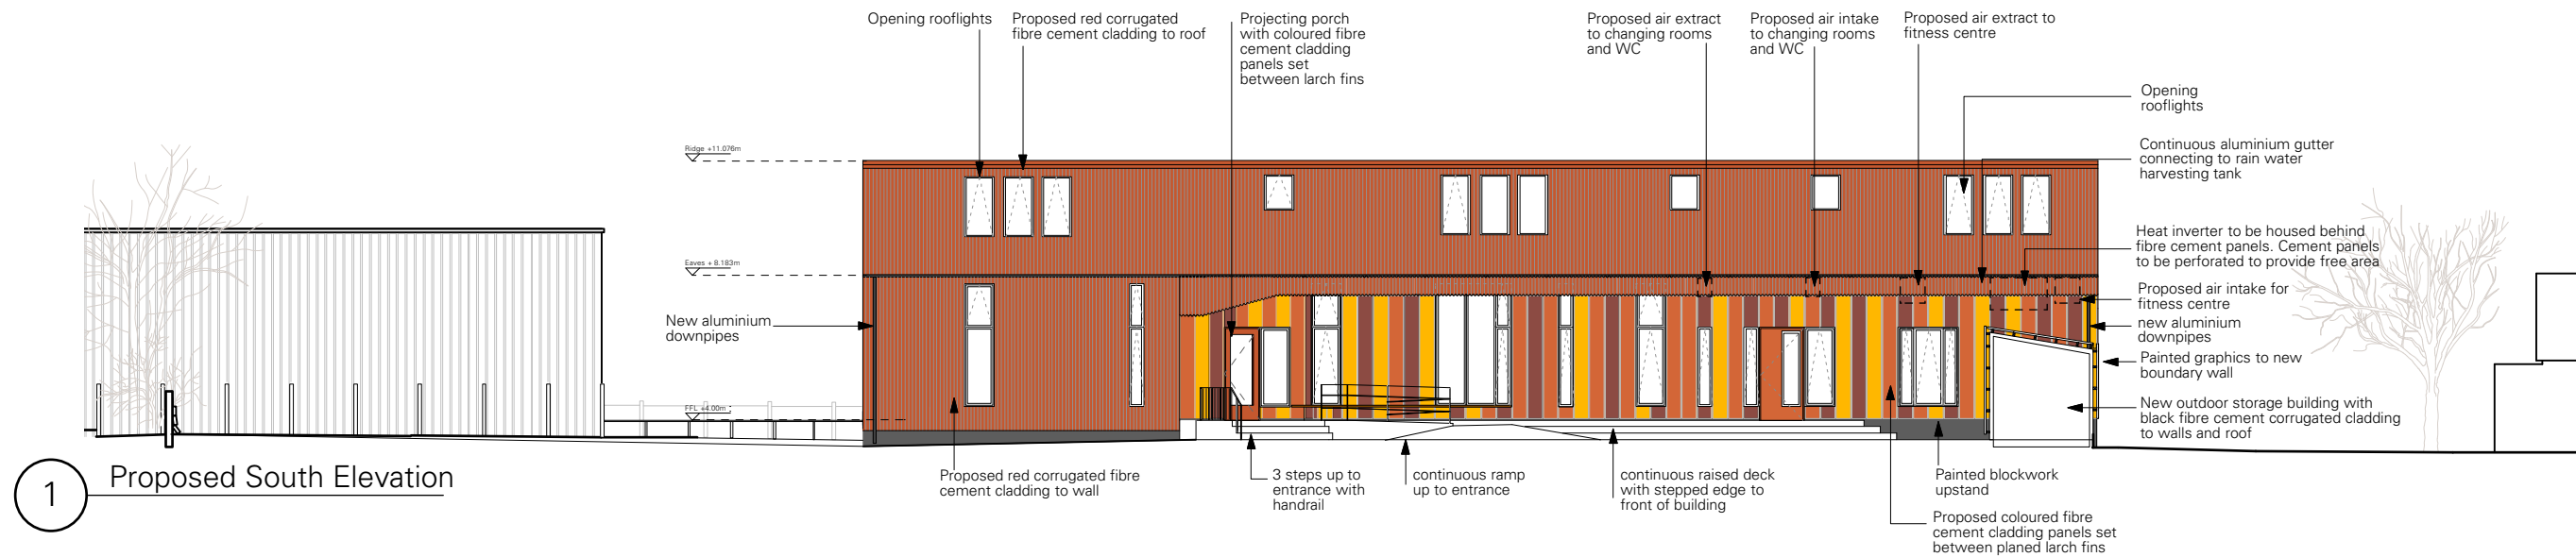 Opening rooflights
Proposed red corrugated
fibre cement cladding to roof
Projecting porch
with coloured fibre
cement cladding
panels set
between larch fins
Proposed air extract
to changing rooms
and WC
Proposed air intake
to changing rooms
and WC
Proposed air extract to
fitness centre
Opening
rooflights
Continuous aluminium gutter
connecting to rain water
harvesting tank
Ridge +11.076m
Heat inverter to be housed behind
fibre cement panels. Cement panels
to be perforated to provide free area
Eaves + 8.183m
Proposed air intake for
fitness centre
New aluminium
downpipes
new aluminium
downpipes
Painted graphics to new
boundary wall
FFL +4.00m
New outdoor storage building with
black fibre cement corrugated cladding
to walls and roof
1
Proposed South Elevation
Proposed red corrugated fibre
cement cladding to wall
3 steps up to
entrance with
handrail
continuous ramp
up to entrance
continuous raised deck
with stepped edge to
front of building
Painted blockwork
upstand
Proposed coloured fibre
cement cladding panels set
between planed larch fins